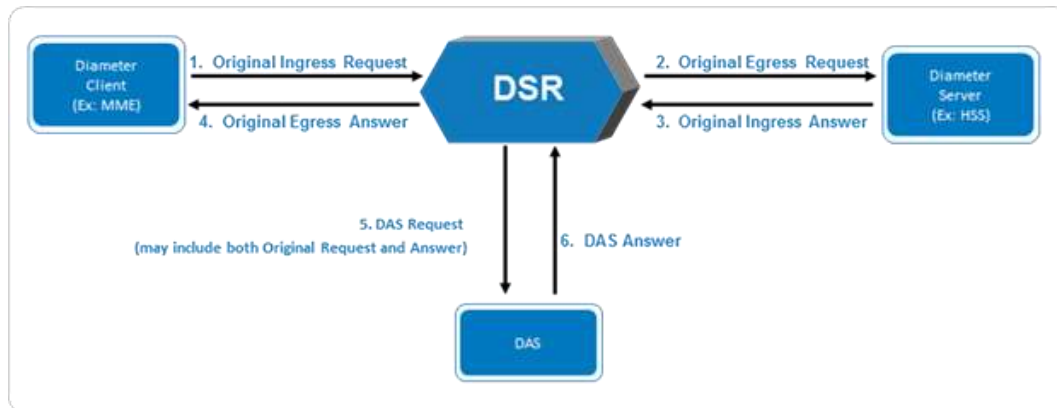 Diameter
Client
(Ex: MME)
1. Original Ingress Request
4. Original Egress Answer
DSR
2. Original Egress Request
3. Original Ingress Answer
Diameter
Server
(Ex: HSS)
5. DAS Request
(may include both Original Request and Answer)
6. DAS Answer
DAS